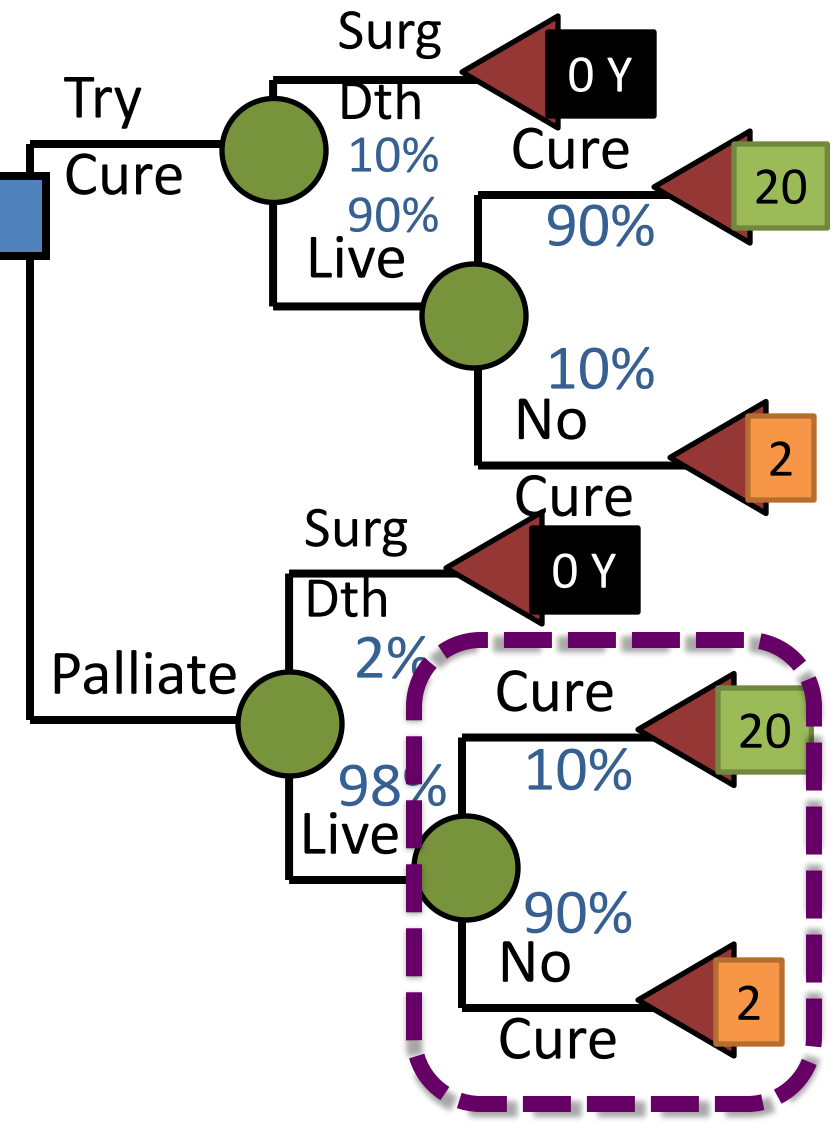 Surg
0 Y
Try
Dth
10%
Cure
Cure
20
90%
90%
Live
10%
No
2
Cure
Surg
0 Y
Dth
2%
Palliate
Cure
20
10%
98%
Live
90%
No
2
Cure